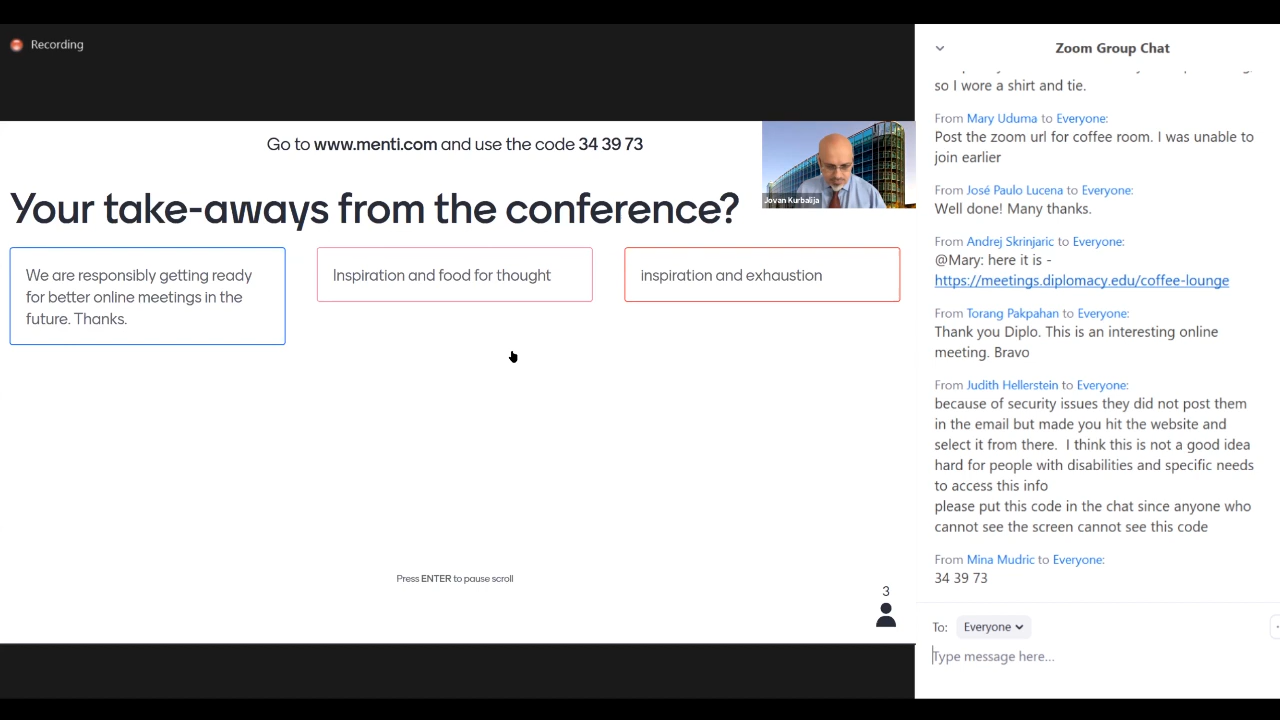 Recording
Go to www.menti.com and use the code 34 39 73
Your take-aways from the conference?
Jovan Kurbalija
We are responsibly getting ready
for better online meetings in the
future. Thanks.
Inspiration and food for thought
inspiration and exhaustion
Press ENTER to pause scroll
3
Zoom Group Chat
so I wore a shirt and tie.
From Mary Uduma to Everyone:
Post the zoom url for coffee room. I was unable to
join earlier
From José Paulo Lucena to Everyone:
Well done! Many thanks.
From Andrej Skrinjaric to Everyone:
@Mary: here it is -
https://meetings.diplomacy.edu/coffee-lounge
From Torang Pakpahan to Everyone:
Thank you Diplo. This is an interesting online
meeting. Bravo
From Judith Hellerstein to Everyone:
because of security issues they did not post them
in the email but made you hit the website and
select it from there.  I think this is not a good idea
hard for people with disabilities and specific needs
to access this info
please put this code in the chat since anyone who
cannot see the screen cannot see this code
From Mina Mudric to Everyone:
34 39 73
To: Everyone
Type message here...